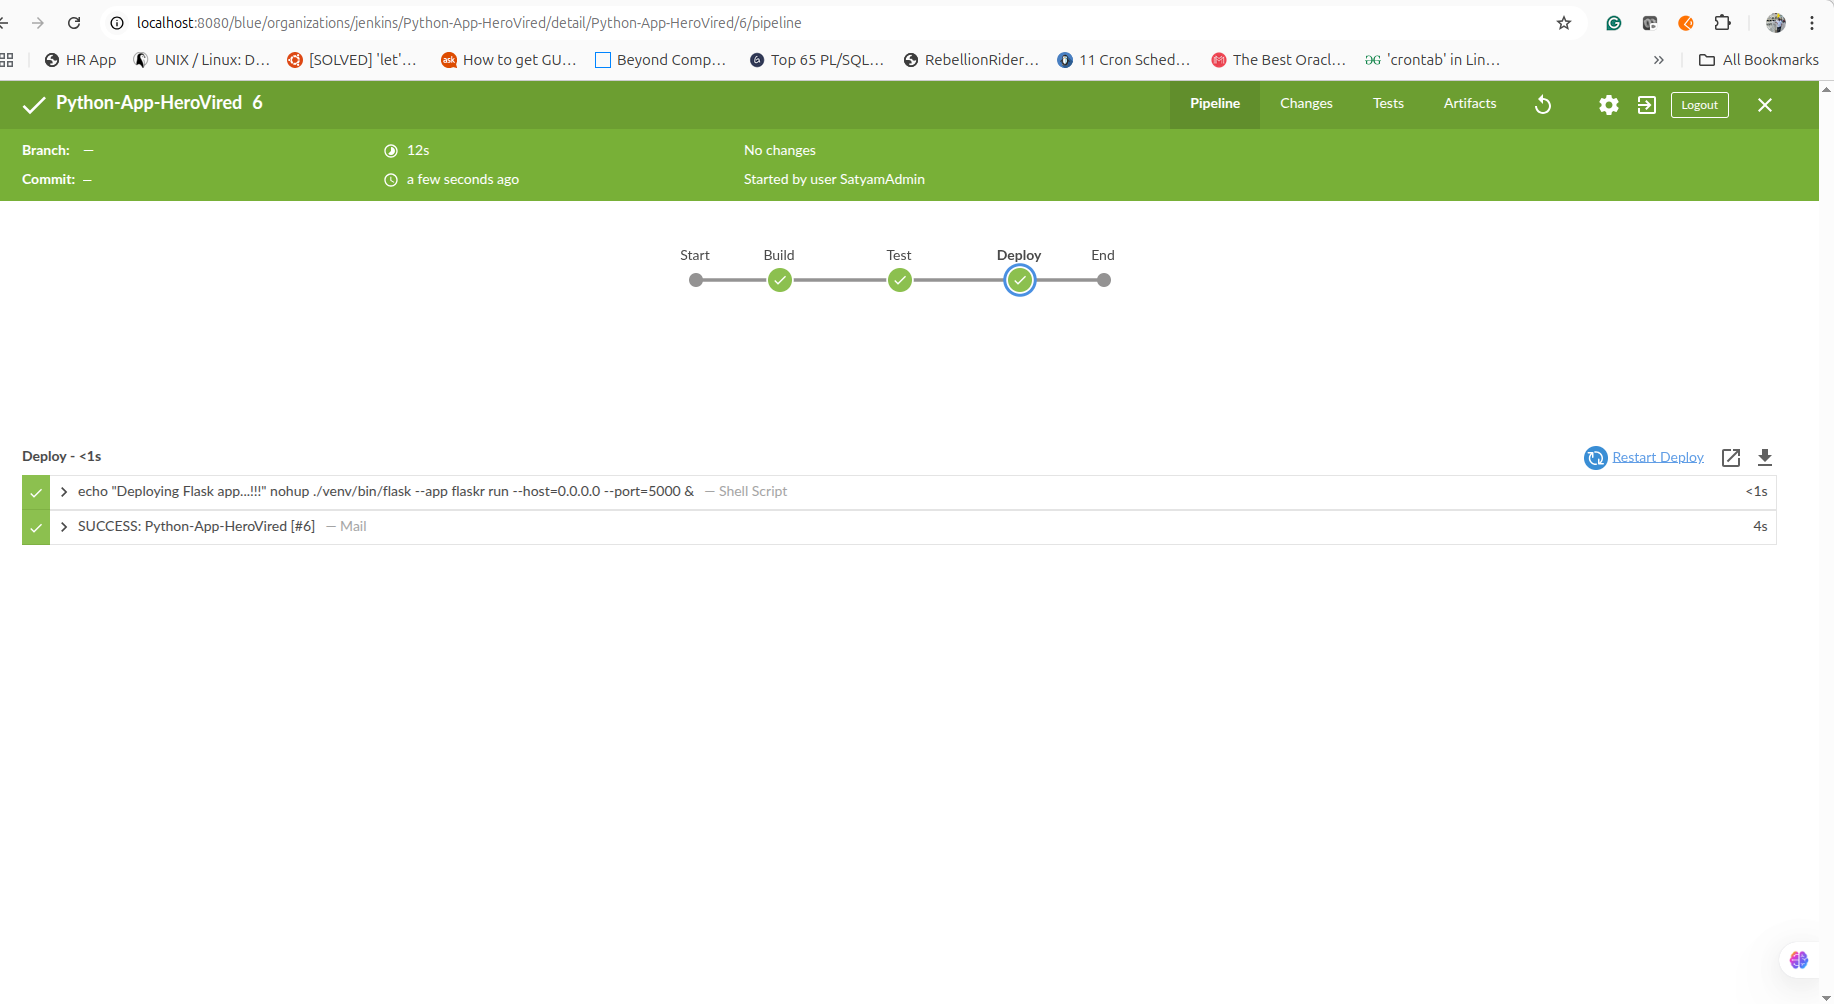 localhost:8080/blue/organizations/jenkins/Python-App-HeroVired/detail/Python-App-HeroVired/6/pipeline
HR App UNIX / Linux: D... [SOLVED] 'let'... ask How to get GU... Beyond Comp... Top 65 PL/SQL... RebellionRider... 11 Cron Sched... The Best Oracl... 'crontab' in Lin... » All Bookmarks
Python-App-HeroVired 6 Pipeline Changes Tests Artifacts Logout
Branch: — 12s No changes
Commit: — a few seconds ago Started by user SatyamAdmin
Start Build Test Deploy End
Deploy - <1s Restart Deploy
echo "Deploying Flask app...!!!" nohup ./venv/bin/flask --app flaskr run --host=0.0.0.0 --port=5000 & — Shell Script <1s
SUCCESS: Python-App-HeroVired [#6] — Mail 4s